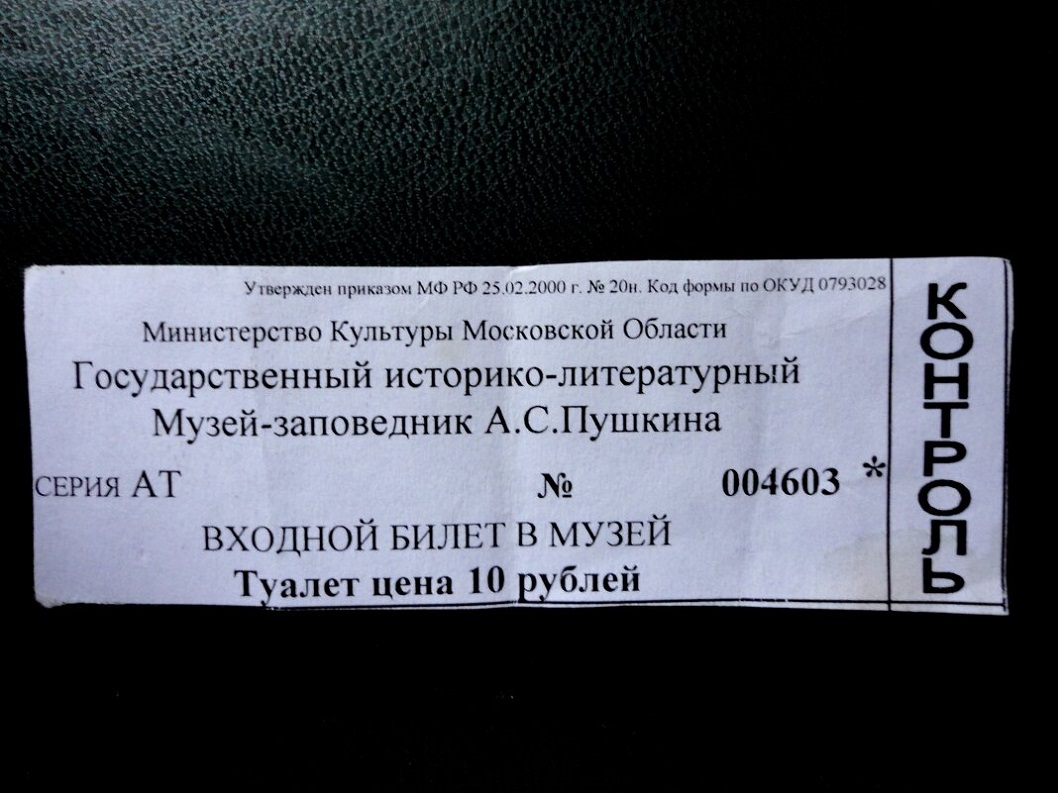 Утвержден приказом МФ РФ 25.02.2000 г. № 20н. Код формы по ОКУД 0793028
Министерство Культуры Московской Области
Государственный историко-литературный
Музей-заповедник А.С.Пушкина
СЕРИЯ АТ № 004603 *
ВХОДНОЙ БИЛЕТ В МУЗЕЙ
Туалет цена 10 рублей
КОНТРОЛЬ